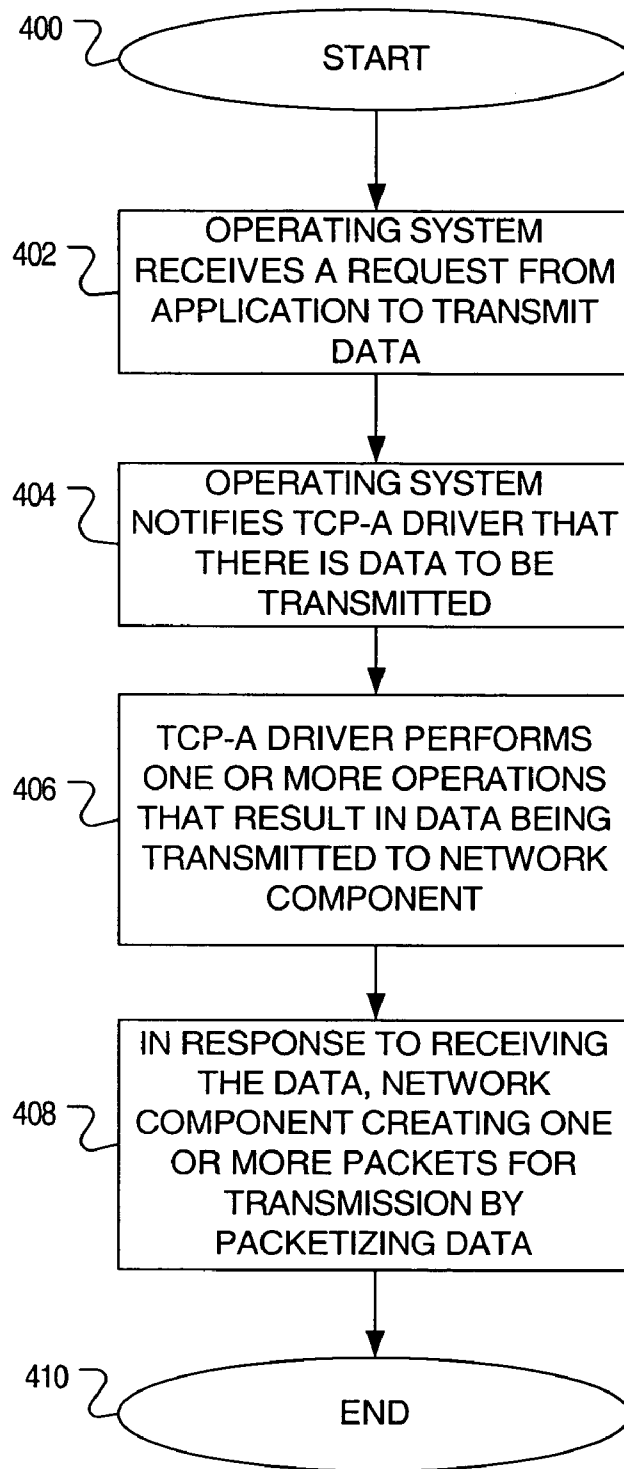 400
START
402
OPERATING SYSTEM
RECEIVES A REQUEST FROM
APPLICATION TO TRANSMIT
DATA
404
OPERATING SYSTEM
NOTIFIES TCP-A DRIVER THAT
THERE IS DATA TO BE
TRANSMITTED
406
TCP-A DRIVER PERFORMS
ONE OR MORE OPERATIONS
THAT RESULT IN DATA BEING
TRANSMITTED TO NETWORK
COMPONENT
408
IN RESPONSE TO RECEIVING
THE DATA, NETWORK
COMPONENT CREATING ONE
OR MORE PACKETS FOR
TRANSMISSION BY
PACKETIZING DATA
410
END